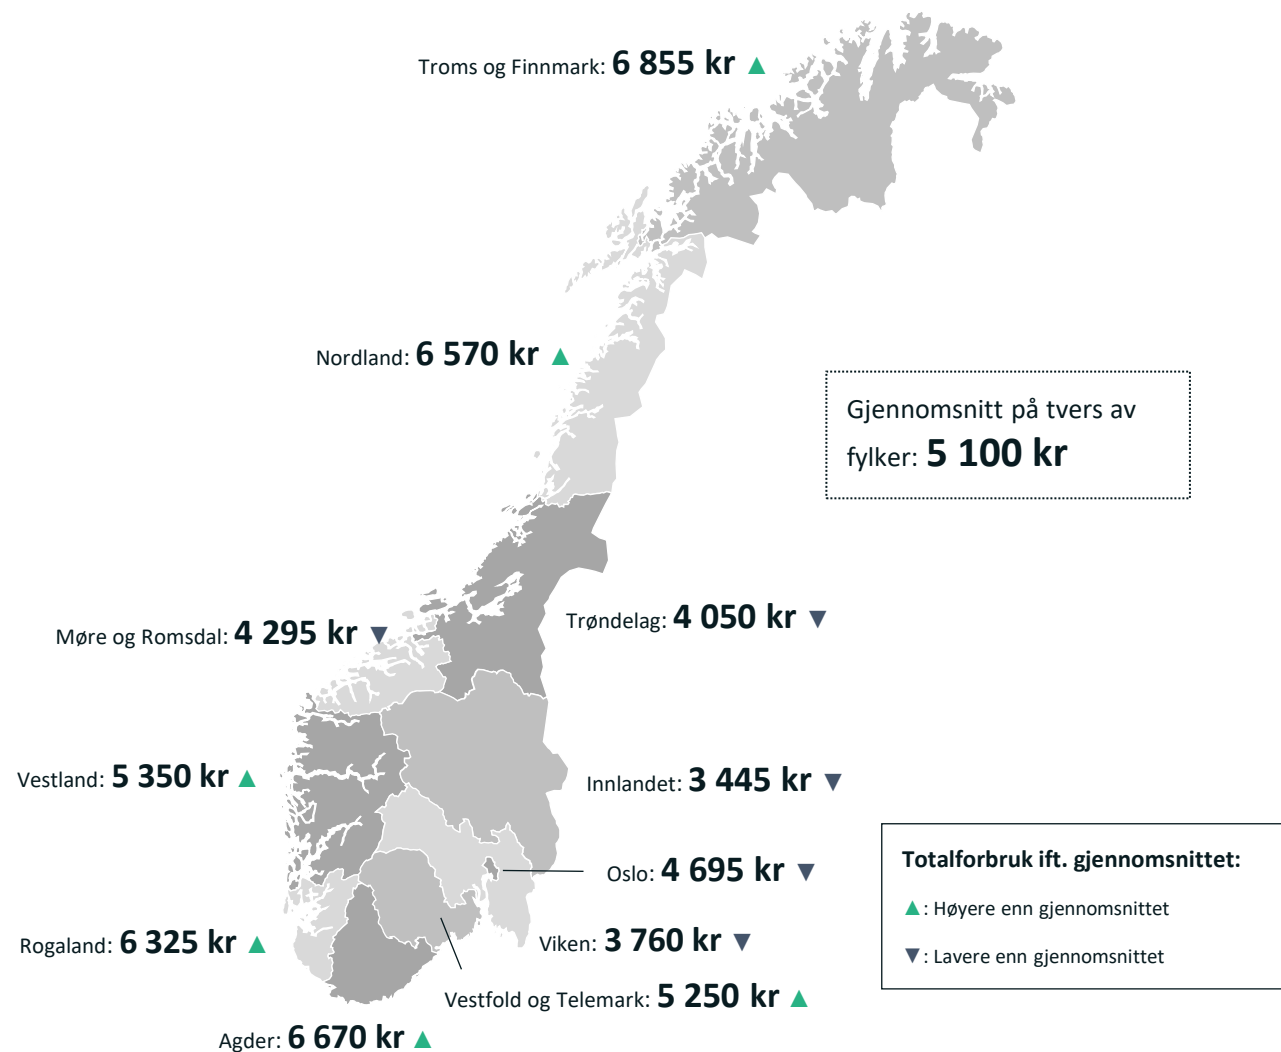 Troms og Finnmark: 6 855 kr ▲
Nordland: 6 570 kr ▲
Gjennomsnitt på tvers av
fylker: 5 100 kr
Møre og Romsdal: 4 295 kr ▼
Trøndelag: 4 050 kr ▼
Vestland: 5 350 kr ▲
Innlandet: 3 445 kr ▼
Oslo: 4 695 kr ▼
Rogaland: 6 325 kr ▲
Viken: 3 760 kr ▼
Vestfold og Telemark: 5 250 kr ▲
Agder: 6 670 kr ▲
Totalforbruk ift. gjennomsnittet:
▲: Høyere enn gjennomsnittet
▼: Lavere enn gjennomsnittet